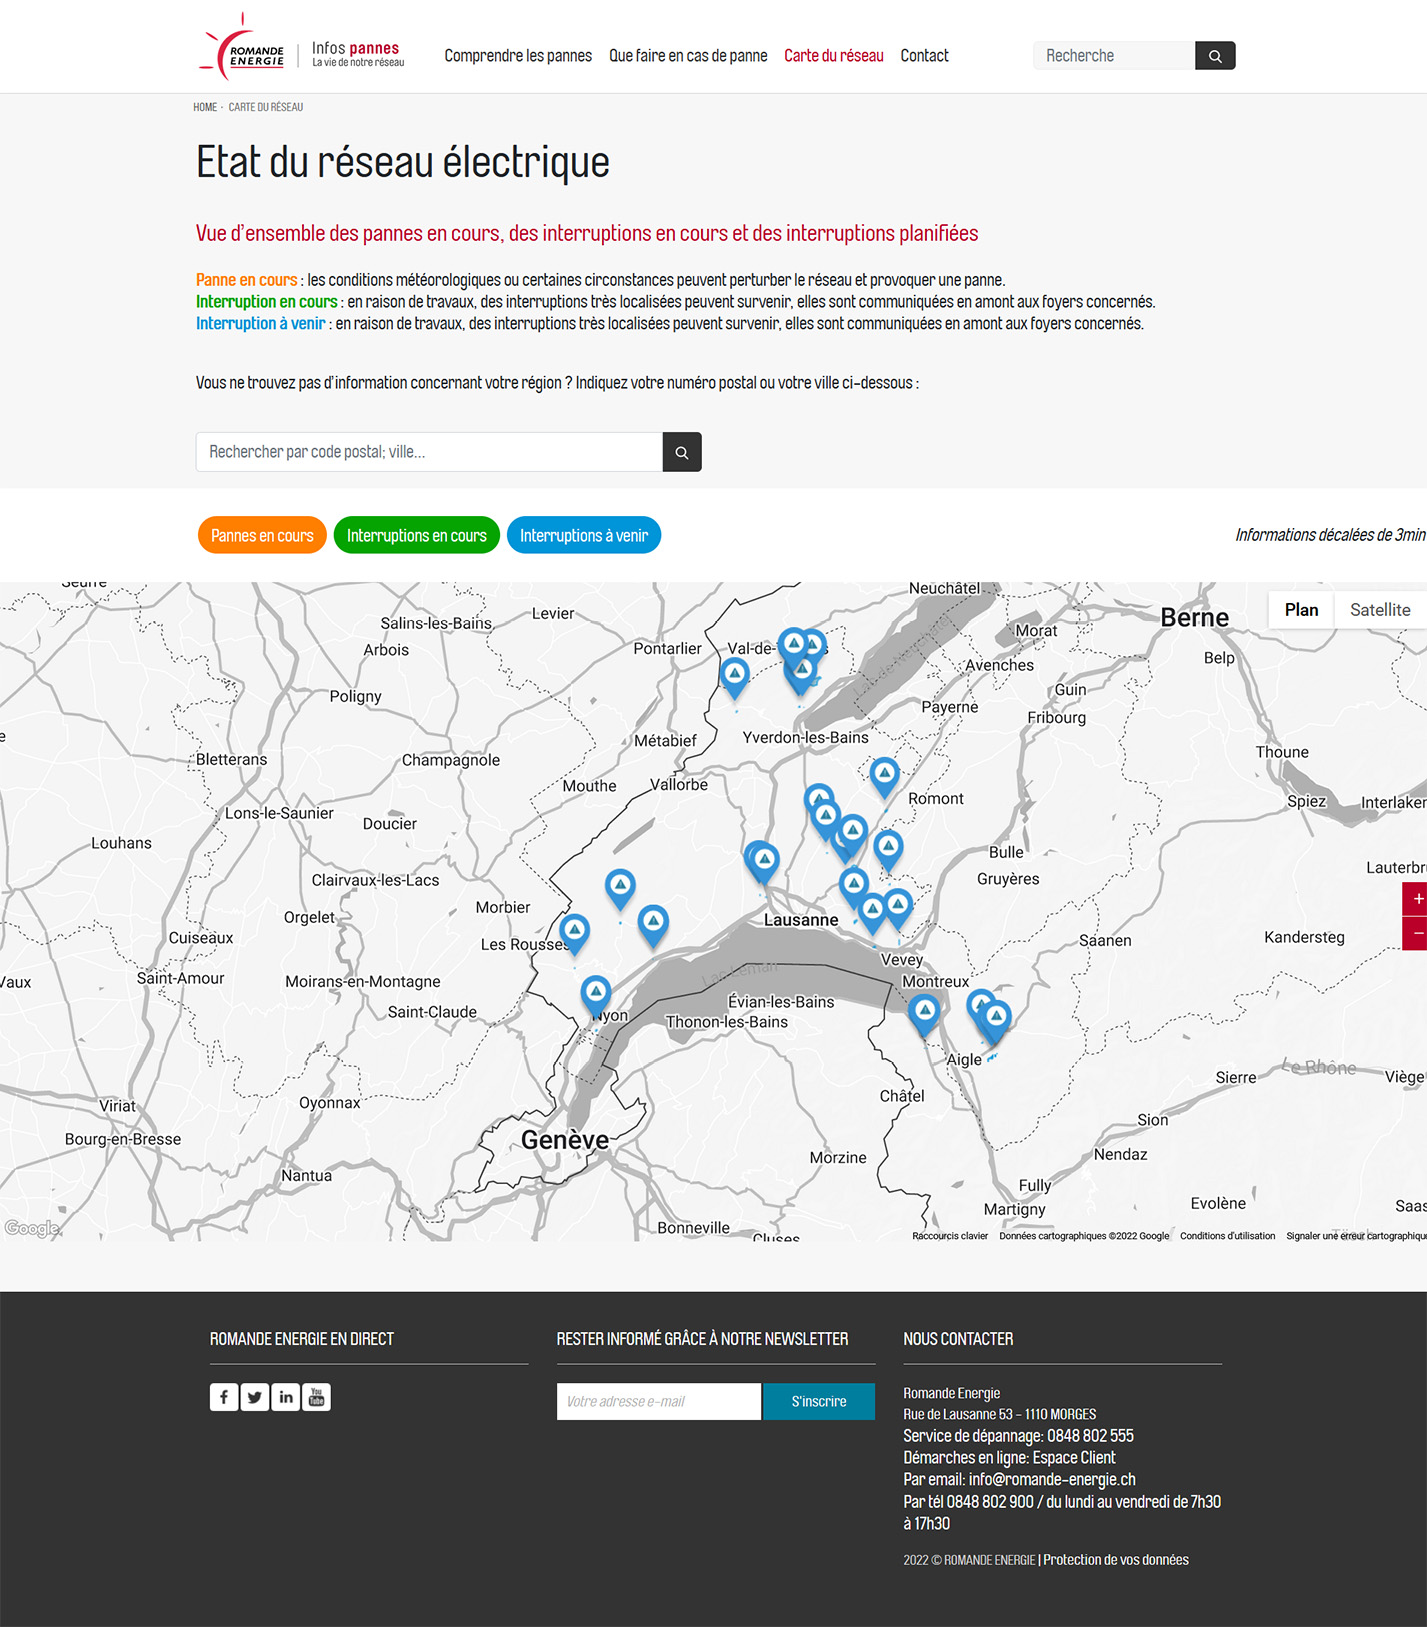 ROMANDE
ENERGIE
Infos pannes
La vie de notre réseau
Comprendre les pannes
Que faire en cas de panne
Carte du réseau
Contact
Recherche
HOME · CARTE DU RÉSEAU
Etat du réseau électrique
Vue d'ensemble des pannes en cours, des interruptions en cours et des interruptions planifiées
Panne en cours : les conditions météorologiques ou certaines circonstances peuvent perturber le réseau et provoquer une panne.
Interruption en cours : en raison de travaux, des interruptions très localisées peuvent survenir, elles sont communiquées en amont aux foyers concernés.
Interruption à venir : en raison de travaux, des interruptions très localisées peuvent survenir, elles sont communiquées en amont aux foyers concernés.
Vous ne trouvez pas d'information concernant votre région ? Indiquez votre numéro postal ou votre ville ci-dessous :
Rechercher par code postal; ville...
Pannes en cours
Interruptions en cours
Interruptions à venir
Informations décalées de 3min
Plan
Satellite
Seurre
Neuchâtel
Levier
Salins-les-Bains
Berne
Arbois
Pontarlier
Morat
Avenches
Belp
Poligny
Guin
Payerne
Fribourg
Métabief
Yverdon-les-Bains
Bletterans
Champagnole
Thoune
Mouthe
Vallorbe
Romont
Spiez
Interlaken
Lons-le-Saunier
Doucier
Louhans
Bulle
Lauterbru
Clairvaux-les-Lacs
Gruyères
Morbier
Orgelet
Lausanne
+
−
Cuiseaux
Les Rousses
Saanen
Kandersteg
Vevey
Lac Léman
Saint-Amour
Moirans-en-Montagne
Montreux
Vaux
Évian-les-Bains
Saint-Claude
Nyon
Thonon-les-Bains
Aigle
Le Rhône
Sierre
Viège
Châtel
Oyonnax
Viriat
Sion
Bourg-en-Bresse
Genève
Nendaz
Morzine
Nantua
Fully
Martigny
Evolène
Saas
Google
Bonneville
Cluses
Raccourcis clavier
Données cartographiques ©2022 Google
Conditions d'utilisation
Signaler une erreur cartographiqu
ROMANDE ENERGIE EN DIRECT
You
Tube
RESTER INFORMÉ GRÂCE À NOTRE NEWSLETTER
Votre adresse e-mail
S'inscrire
NOUS CONTACTER
Romande Energie
Rue de Lausanne 53 - 1110 MORGES
Service de dépannage: 0848 802 555
Démarches en ligne: Espace Client
Par email: info@romande-energie.ch
Par tél 0848 802 900 / du lundi au vendredi de 7h30
à 17h30
2022 © ROMANDE ENERGIE | Protection de vos données